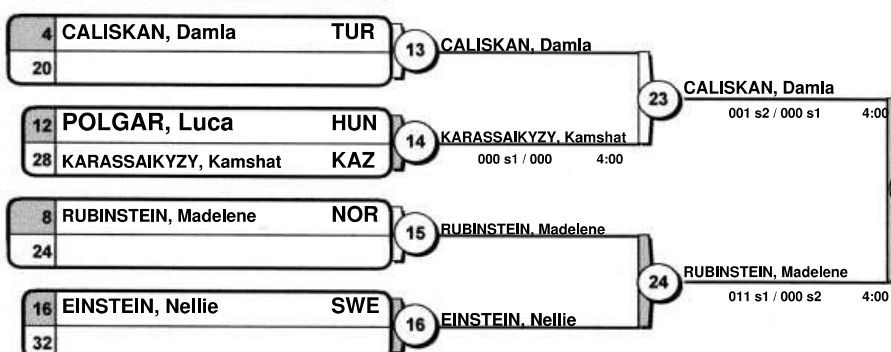 4 CALISKAN, Damla TUR
20
13
CALISKAN, Damla
12 POLGAR, Luca HUN
28 KARASSAIKYZY, Kamshat KAZ
14
KARASSAIKYZY, Kamshat
000 s1 / 000 4:00
23
CALISKAN, Damla
001 s2 / 000 s1 4:00
8 RUBINSTEIN, Madelene NOR
24
15
RUBINSTEIN, Madelene
16 EINSTEIN, Nellie SWE
32
16
EINSTEIN, Nellie
24
RUBINSTEIN, Madelene
011 s1 / 000 s2 4:00